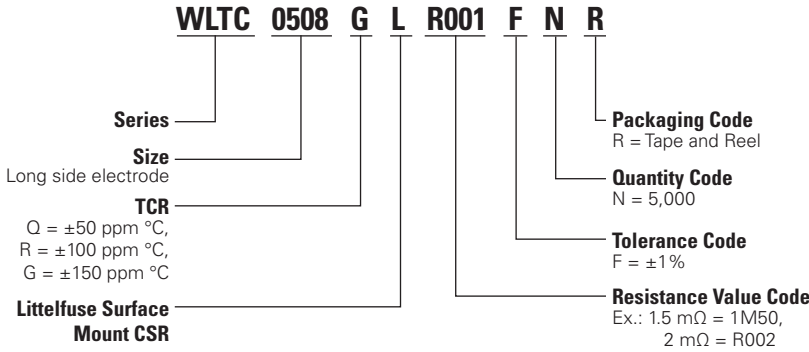 WLTC 0508 G L R001 F N R
Series
Size
Long side electrode
TCR
Q = ±50 ppm °C,
R = ±100 ppm °C,
G = ±150 ppm °C
Littelfuse Surface
Mount CSR
Packaging Code
R = Tape and Reel
Quantity Code
N = 5,000
Tolerance Code
F = ±1%
Resistance Value Code
Ex.: 1.5 mΩ = 1M50,
2 mΩ = R002